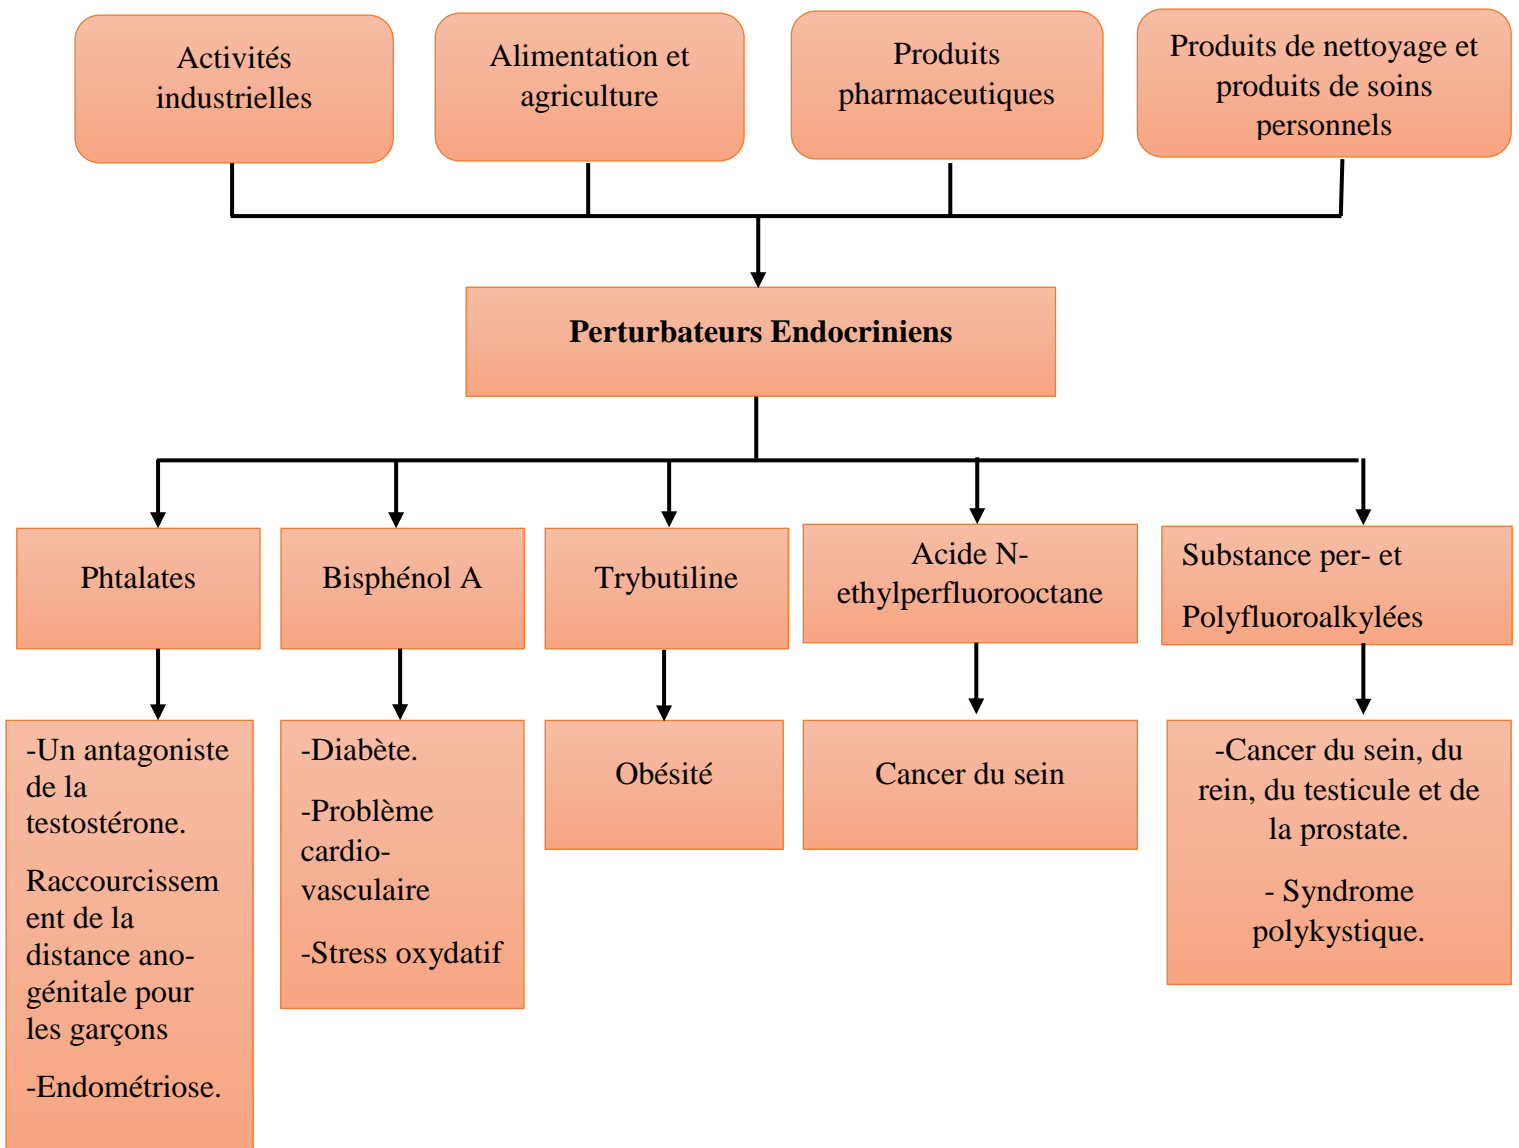 Activités
industrielles
Alimentation et
agriculture
Produits
pharmaceutiques
Produits de nettoyage et
produits de soins
personnels
Perturbateurs Endocriniens
Phtalates
Bisphénol A
Trybutiline
Acide N-
ethylperfluorooctane
Substance per- et
Polyfluoroalkylées
-Un antagoniste
de la
testostérone.
Raccourcissem
ent de la
distance ano-
génitale pour
les garçons
-Endométriose.
-Diabète.
-Problème
cardio-
vasculaire
-Stress oxydatif
Obésité
Cancer du sein
-Cancer du sein, du
rein, du testicule et de
la prostate.
- Syndrome
polykystique.